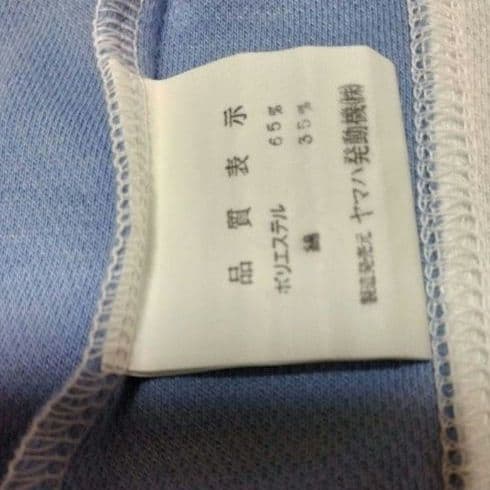 品質表示
ポリエステル 65%
綿 35%
製造発売元 ヤマハ発動機(株)